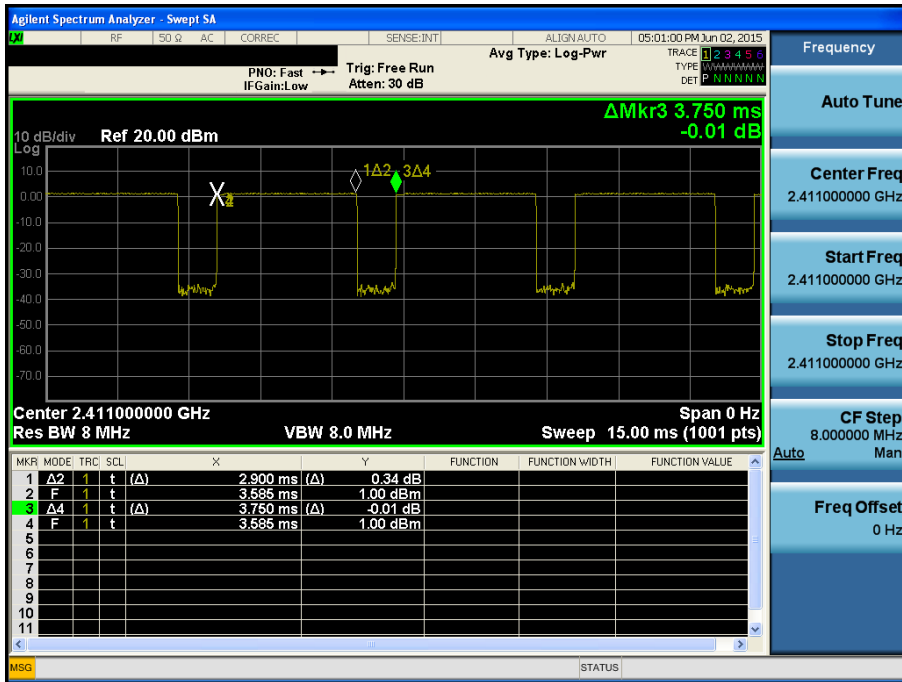 Agilent Spectrum Analyzer - Swept SA
LXI RF 50 Ω AC CORREC SENSE:INT ALIGN AUTO 05:01:00 PM Jun 02, 2015
Frequency
Avg Type: Log-Pwr
TRACE 1 2 3 4 5 6
TYPE
DET P N N N N N
PNO: Fast
IFGain:Low
Trig: Free Run
Atten: 30 dB
Auto Tune
ΔMkr3 3.750 ms
-0.01 dB
10 dB/div Ref 20.00 dBm
Log
10.0
0.00
-10.0
-20.0
-30.0
-40.0
-50.0
-60.0
-70.0
1Δ2 3Δ4
X
Center Freq
2.411000000 GHz
Start Freq
2.411000000 GHz
Stop Freq
2.411000000 GHz
Center 2.411000000 GHz
Span 0 Hz
Res BW 8 MHz VBW 8.0 MHz Sweep 15.00 ms (1001 pts)
CF Step
8.000000 MHz
Auto Man
Freq Offset
0 Hz
MKR MODE TRC SCL X Y FUNCTION FUNCTION WIDTH FUNCTION VALUE
1 Δ2 1 t (Δ) 2.900 ms (Δ) 0.34 dB
2 F 1 t 3.585 ms 1.00 dBm
3 Δ4 1 t (Δ) 3.750 ms (Δ) -0.01 dB
4 F 1 t 3.585 ms 1.00 dBm
5
6
7
8
9
10
11
MSG STATUS